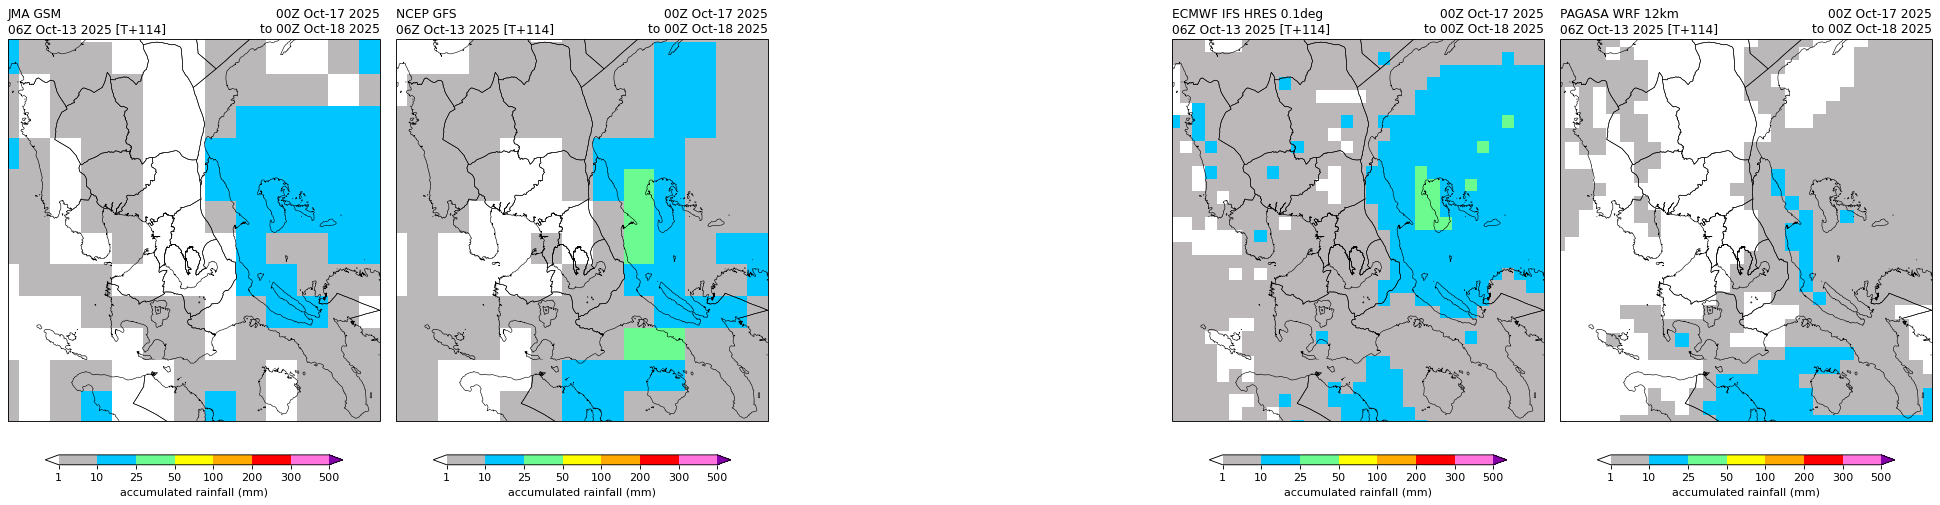 JMA GSM 00Z Oct-17 2025
06Z Oct-13 2025 [T+114] to 00Z Oct-18 2025
1 10 25 50 100 200 300 500
accumulated rainfall (mm)
NCEP GFS 00Z Oct-17 2025
06Z Oct-13 2025 [T+114] to 00Z Oct-18 2025
1 10 25 50 100 200 300 500
accumulated rainfall (mm)
ECMWF IFS HRES 0.1deg 00Z Oct-17 2025
06Z Oct-13 2025 [T+114] to 00Z Oct-18 2025
1 10 25 50 100 200 300 500
accumulated rainfall (mm)
PAGASA WRF 12km 00Z Oct-17 2025
06Z Oct-13 2025 [T+114] to 00Z Oct-18 2025
1 10 25 50 100 200 300 500
accumulated rainfall (mm)